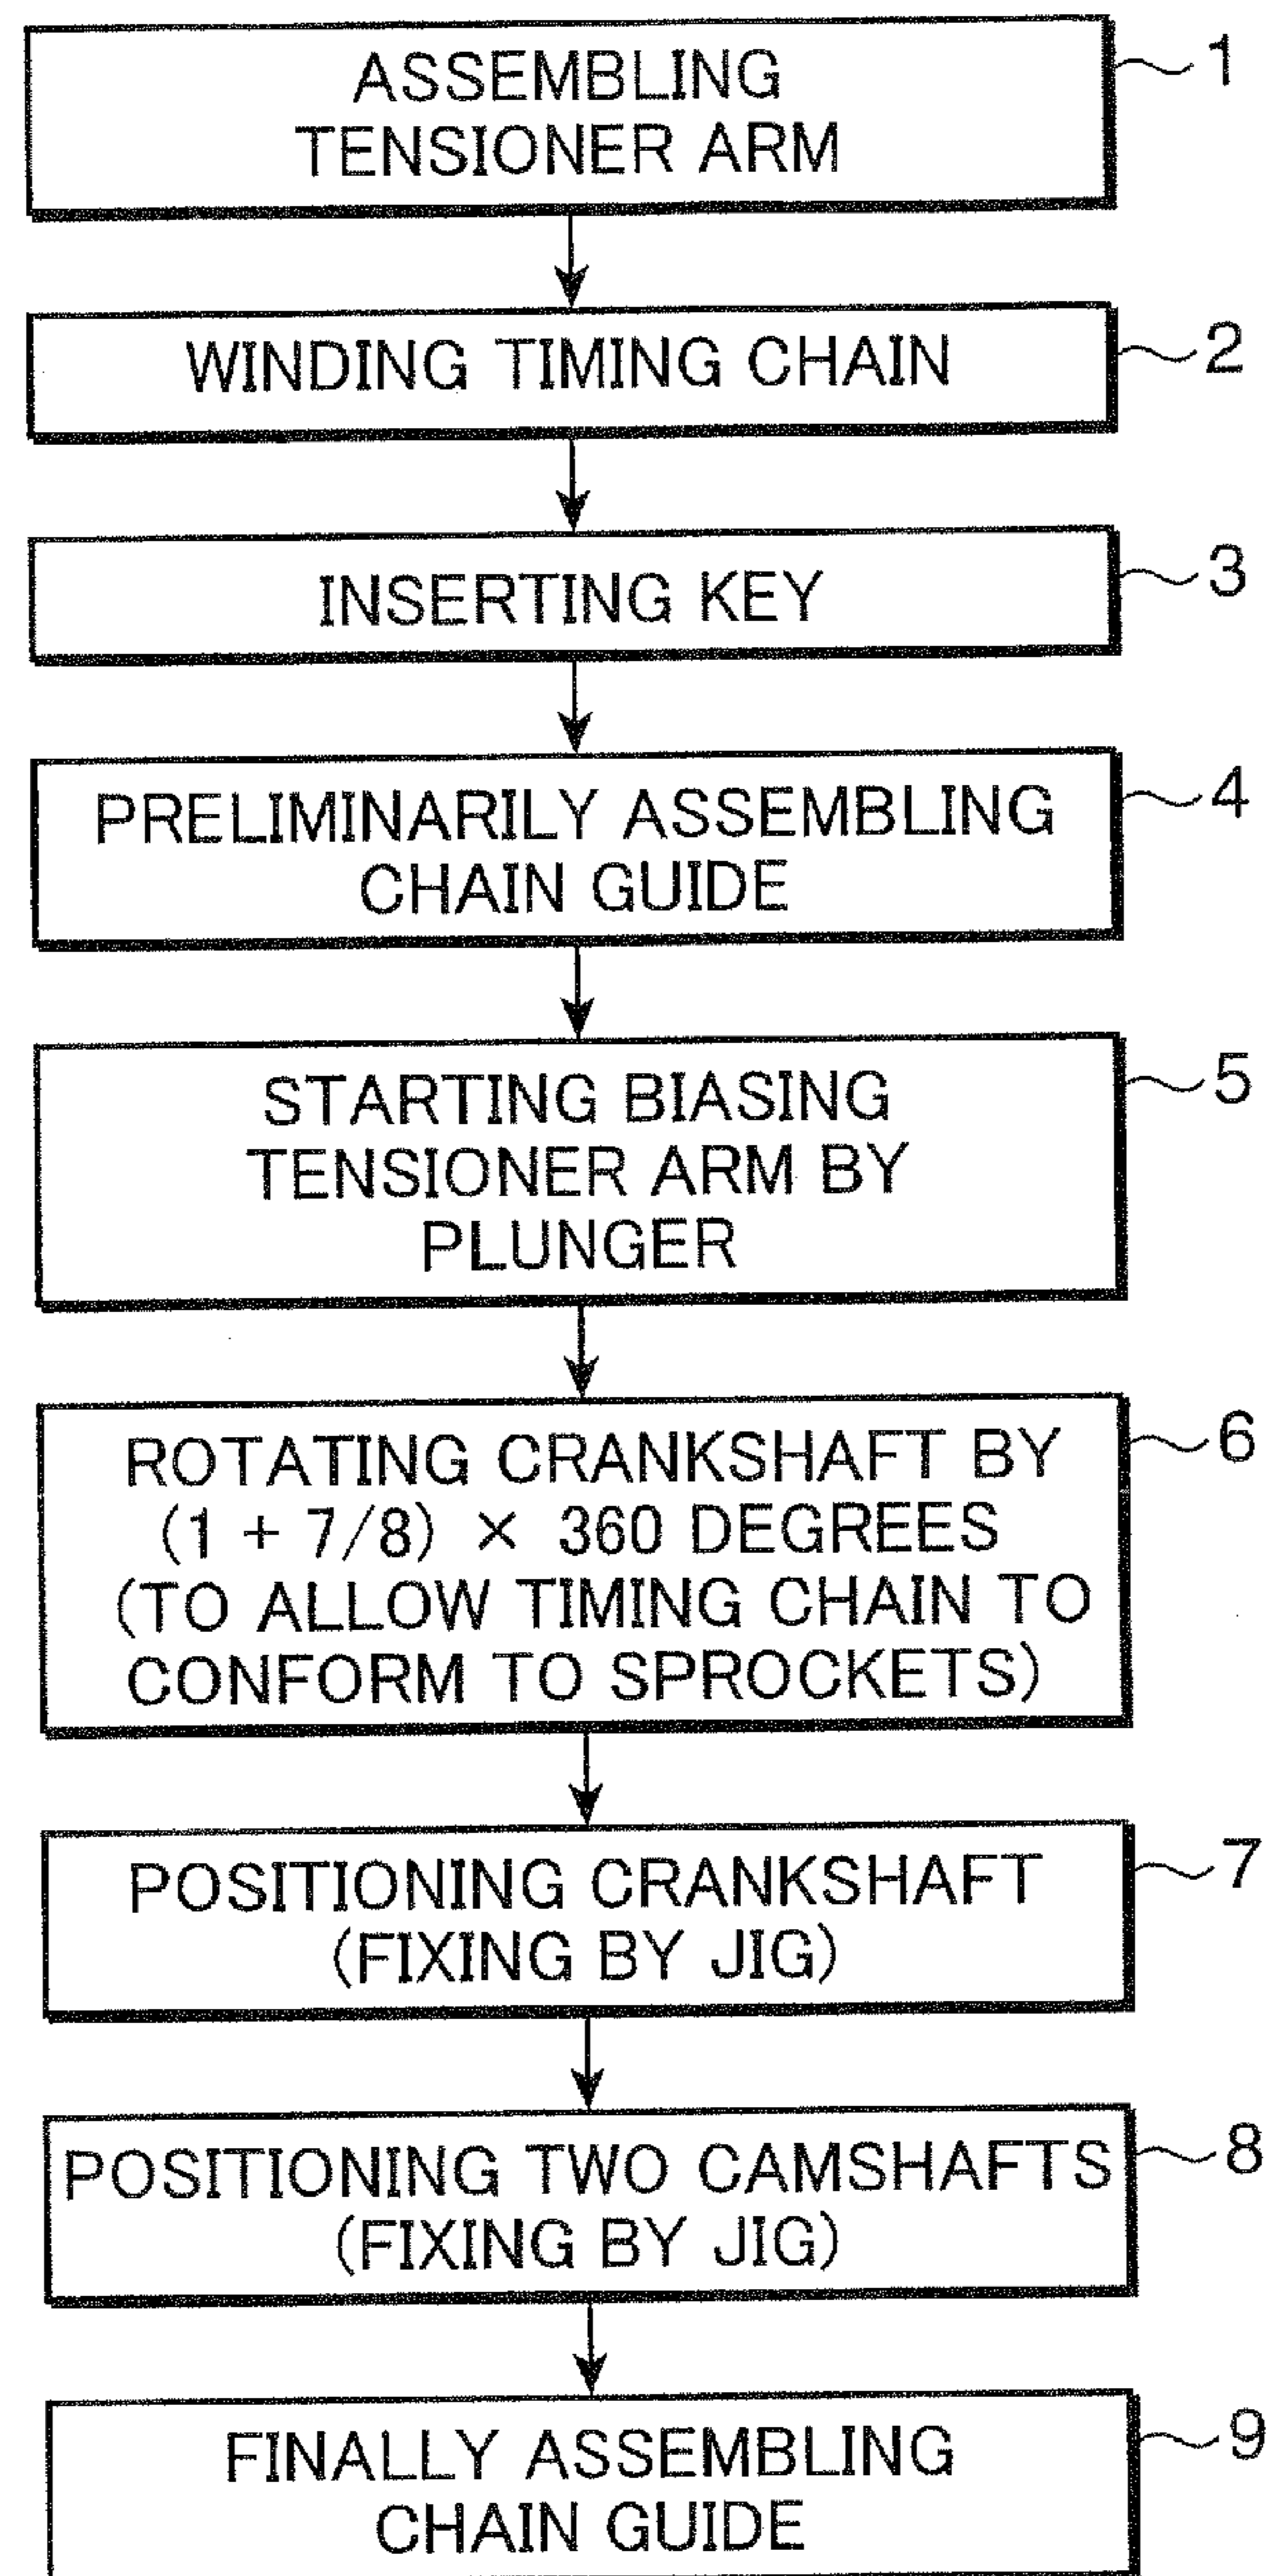 ASSEMBLING
TENSIONER ARM
1
WINDING TIMING CHAIN
2
INSERTING KEY
3
PRELIMINARILY ASSEMBLING
CHAIN GUIDE
4
STARTING BIASING
TENSIONER ARM BY
PLUNGER
5
ROTATING CRANKSHAFT BY
(1 + 7/8) × 360 DEGREES
(TO ALLOW TIMING CHAIN TO
CONFORM TO SPROCKETS)
6
POSITIONING CRANKSHAFT
(FIXING BY JIG)
7
POSITIONING TWO CAMSHAFTS
(FIXING BY JIG)
8
FINALLY ASSEMBLING
CHAIN GUIDE
9